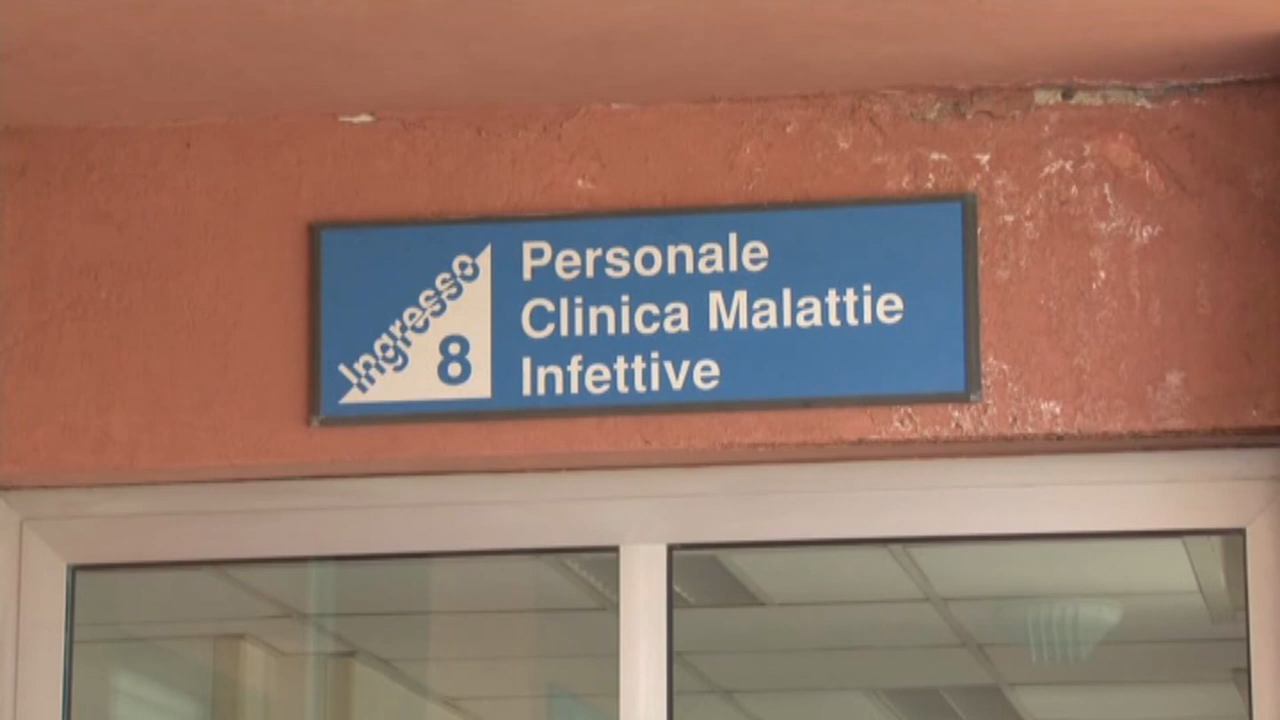 Ingresso
8
Personale
Clinica Malattie
Infettive